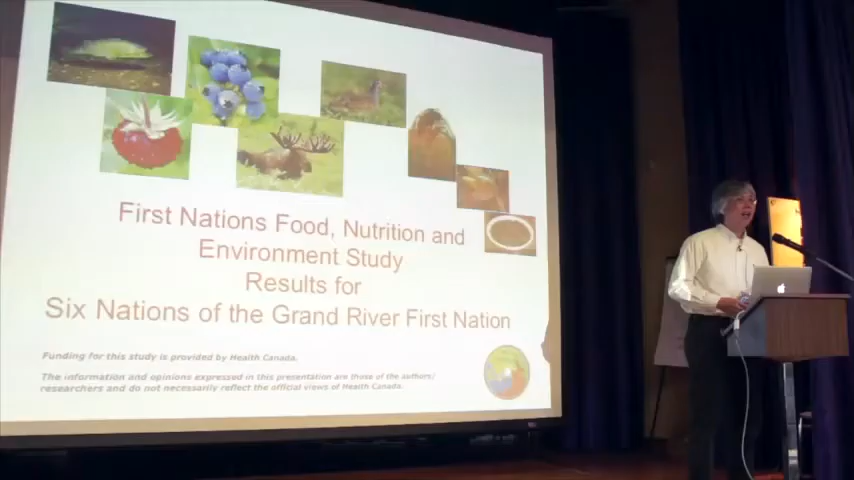 First Nations Food, Nutrition and
Environment Study
Results for
Six Nations of the Grand River First Nation
Funding for this study is provided by Health Canada.
The information and opinions expressed in this presentation are those of the authors/
researchers and do not necessarily reflect the official views of Health Canada.